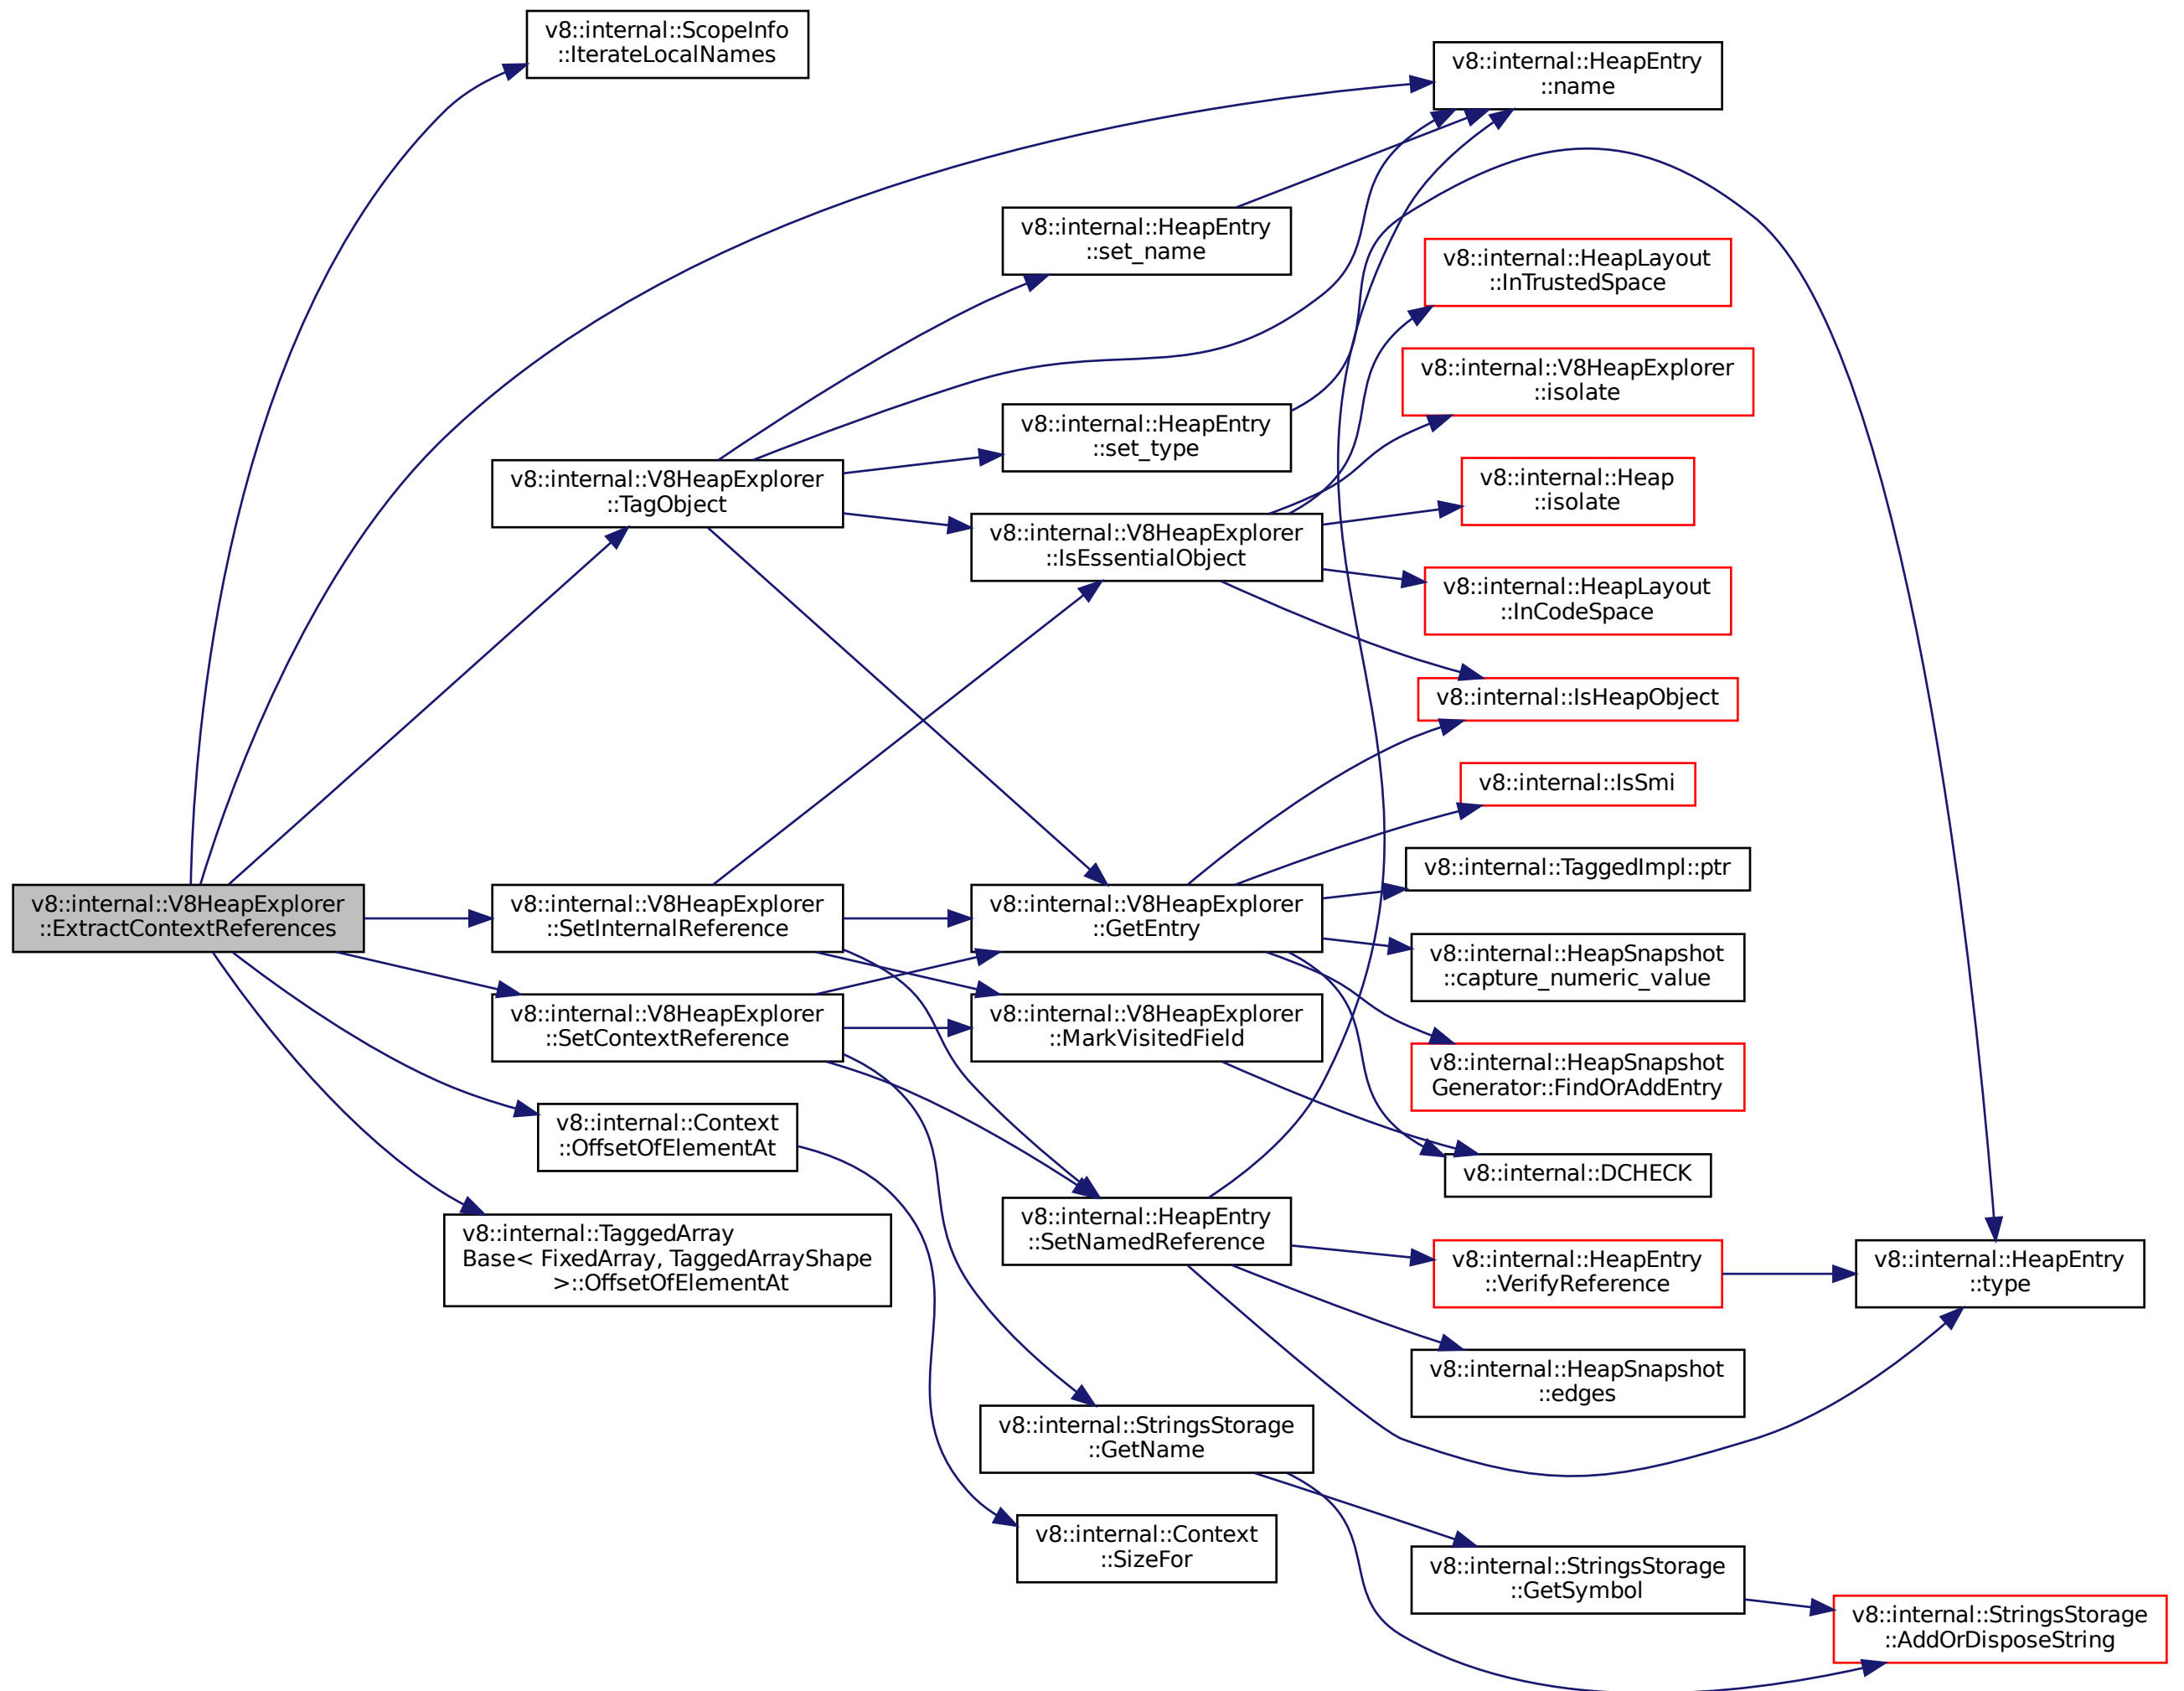 v8::internal::ScopeInfo
::IterateLocalNames
v8::internal::HeapEntry
::name
v8::internal::HeapEntry
::set_name
v8::internal::HeapLayout
::InTrustedSpace
v8::internal::V8HeapExplorer
::isolate
v8::internal::HeapEntry
::set_type
v8::internal::V8HeapExplorer
::TagObject
v8::internal::Heap
::isolate
v8::internal::V8HeapExplorer
::IsEssentialObject
v8::internal::HeapLayout
::InCodeSpace
v8::internal::IsHeapObject
v8::internal::IsSmi
v8::internal::TaggedImpl::ptr
v8::internal::V8HeapExplorer
::ExtractContextReferences
v8::internal::V8HeapExplorer
::SetInternalReference
v8::internal::V8HeapExplorer
::GetEntry
v8::internal::HeapSnapshot
::capture_numeric_value
v8::internal::V8HeapExplorer
::SetContextReference
v8::internal::V8HeapExplorer
::MarkVisitedField
v8::internal::HeapSnapshot
Generator::FindOrAddEntry
v8::internal::Context
::OffsetOfElementAt
v8::internal::DCHECK
v8::internal::TaggedArray
Base< FixedArray, TaggedArrayShape
>::OffsetOfElementAt
v8::internal::HeapEntry
::SetNamedReference
v8::internal::HeapEntry
::VerifyReference
v8::internal::HeapEntry
::type
v8::internal::HeapSnapshot
::edges
v8::internal::StringsStorage
::GetName
v8::internal::Context
::SizeFor
v8::internal::StringsStorage
::GetSymbol
v8::internal::StringsStorage
::AddOrDisposeString